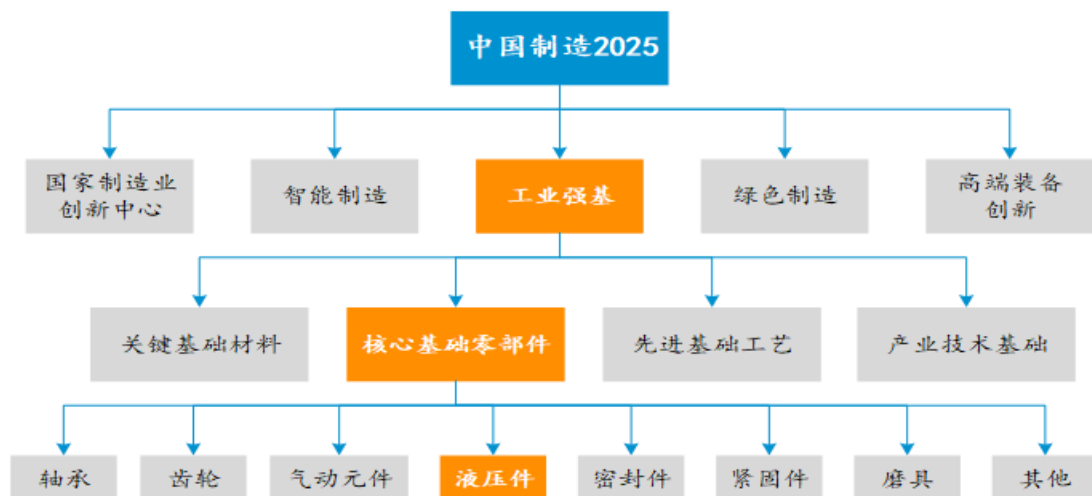 中国制造2025
国家制造业
创新中心
智能制造
工业强基
绿色制造
高端装备
创新
关键基础材料
核心基础零部件
先进基础工艺
产业技术基础
轴承
齿轮
气动元件
液压件
密封件
紧固件
磨具
其他